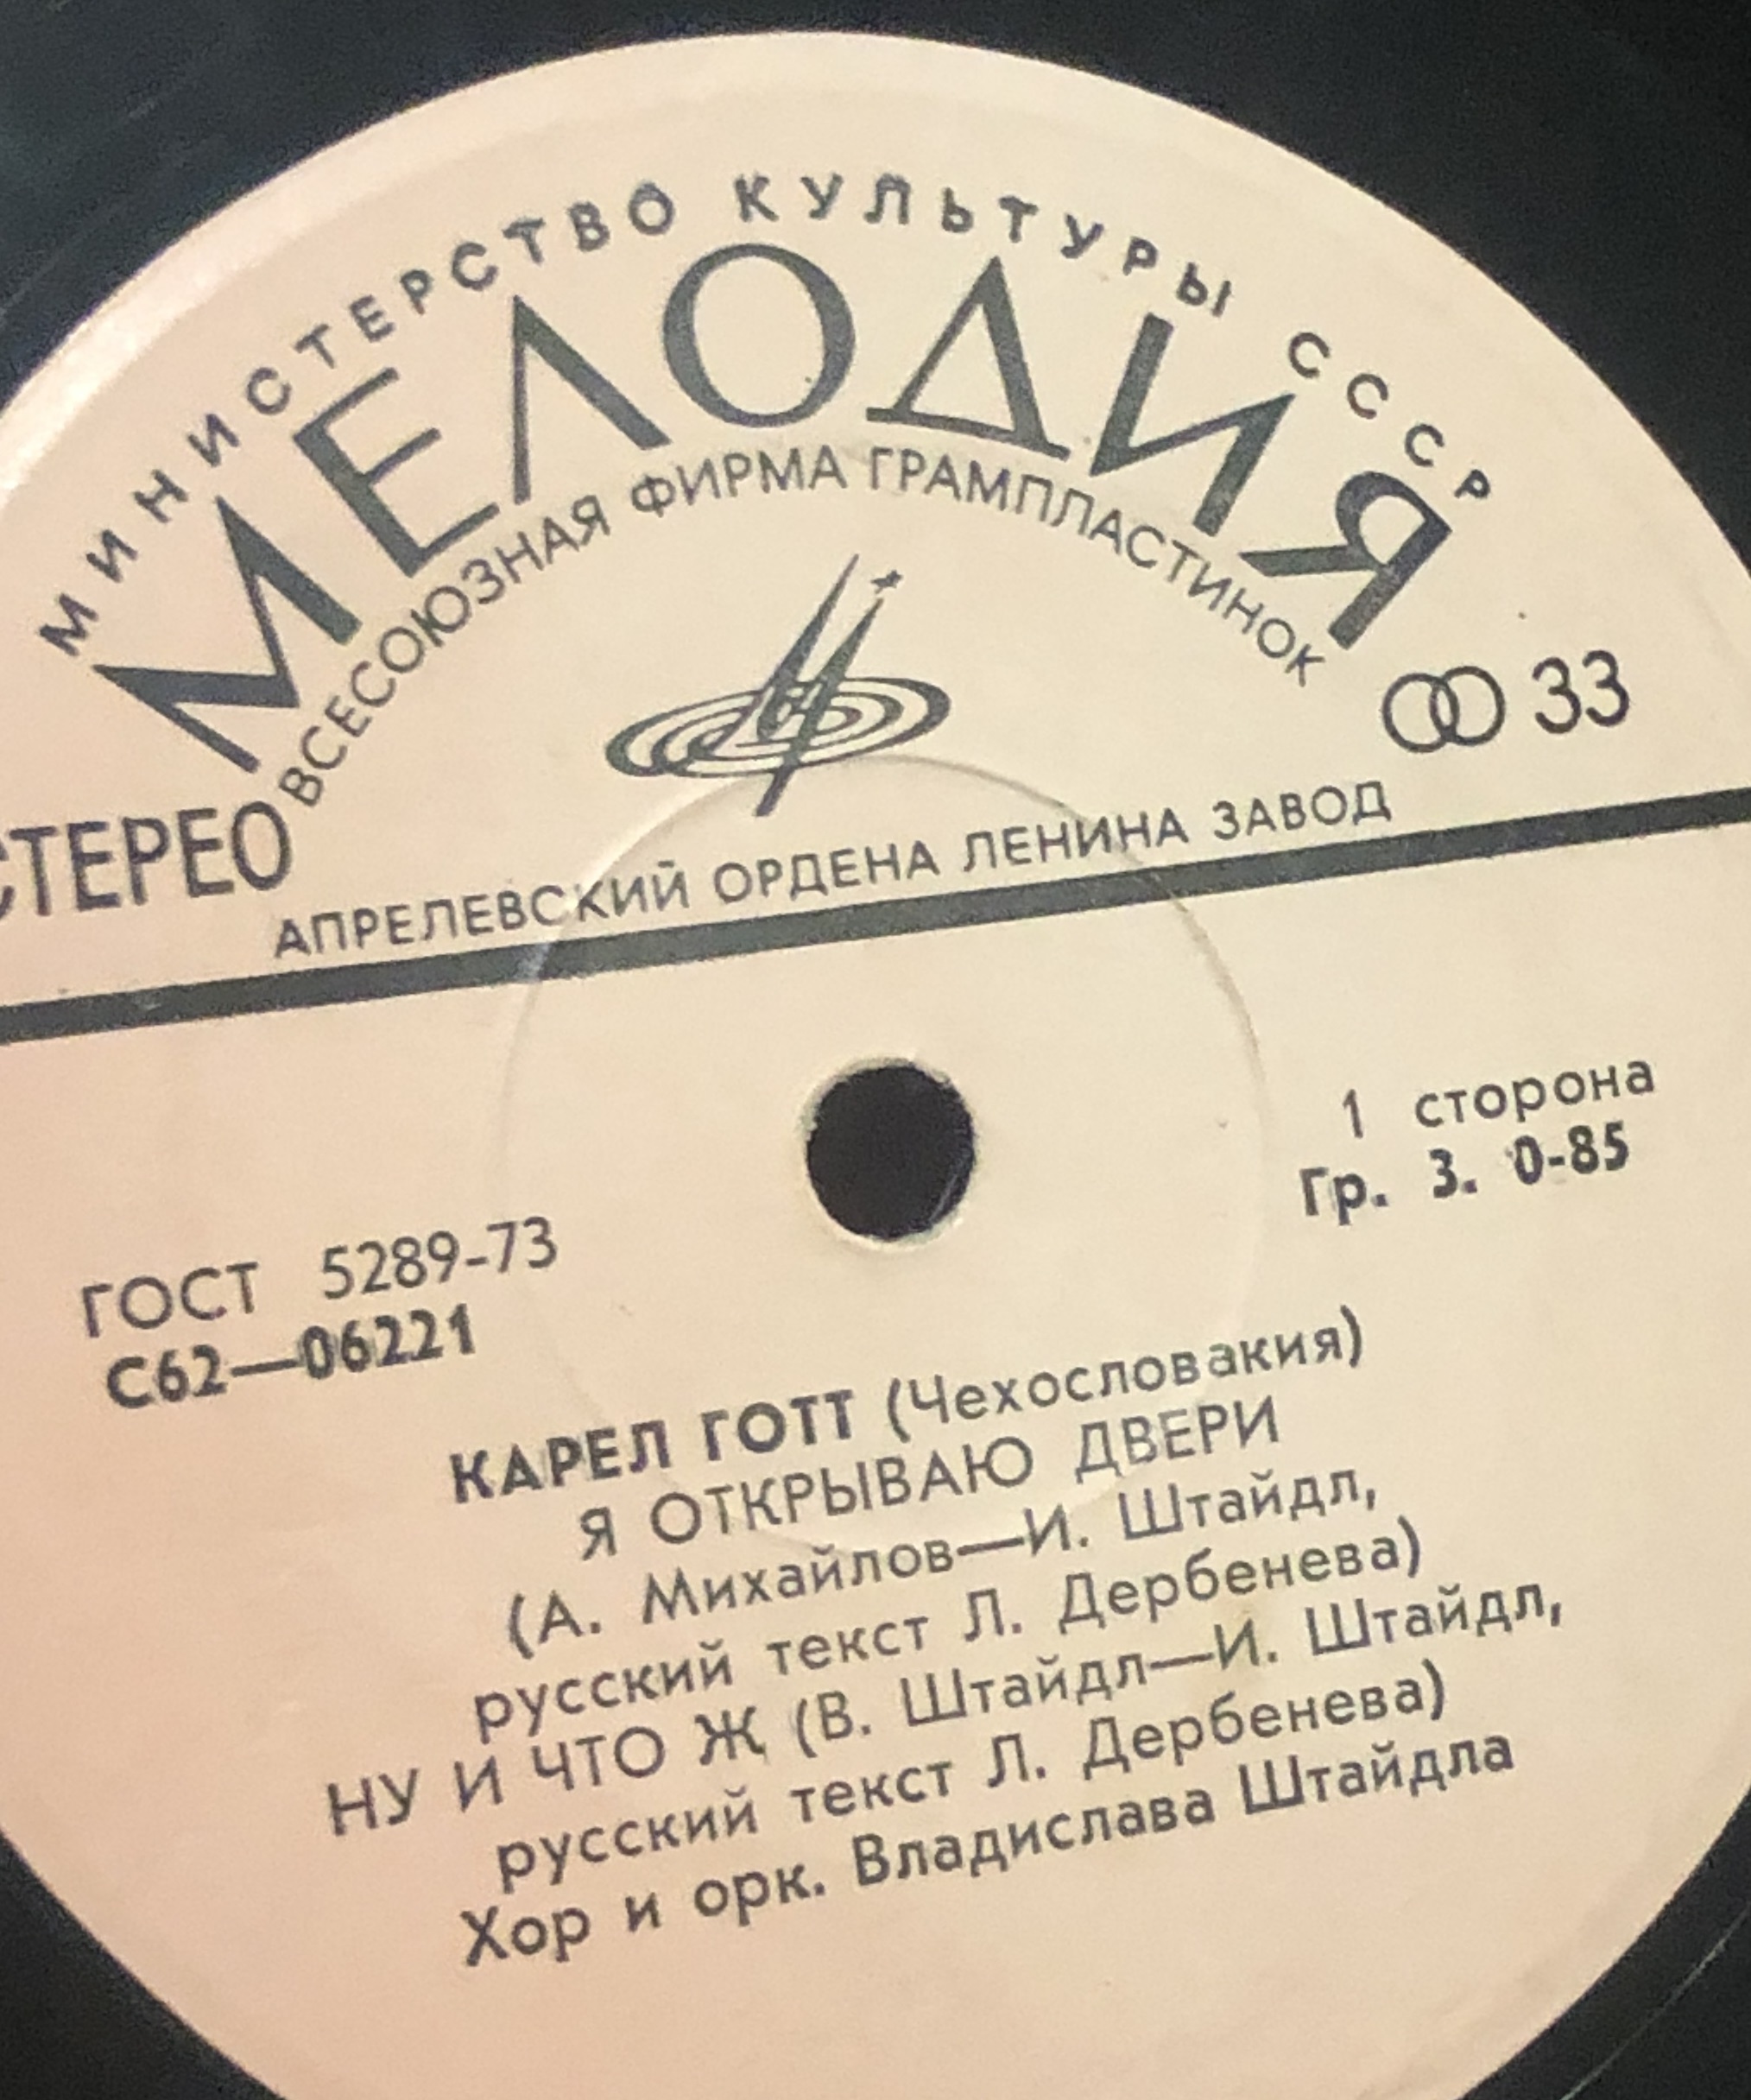 МИНИСТЕРСТВО КУЛЬТУРЫ СССР
МЕЛОДИЯ
ВСЕСОЮЗНАЯ ФИРМА ГРАМПЛАСТИНОК
33
СТЕРЕО
АПРЕЛЕВСКИЙ ОРДЕНА ЛЕНИНА ЗАВОД
1 сторона
Гр. 3. 0-85
ГОСТ 5289-73
С62—06221
КАРЕЛ ГОТТ (Чехословакия)
Я ОТКРЫВАЮ ДВЕРИ
(А. Михайлов—И. Штайдл,
русский текст Л. Дербенева)
НУ И ЧТО Ж (В. Штайдл—И. Штайдл,
русский текст Л. Дербенева)
Хор и орк. Владислава Штайдла